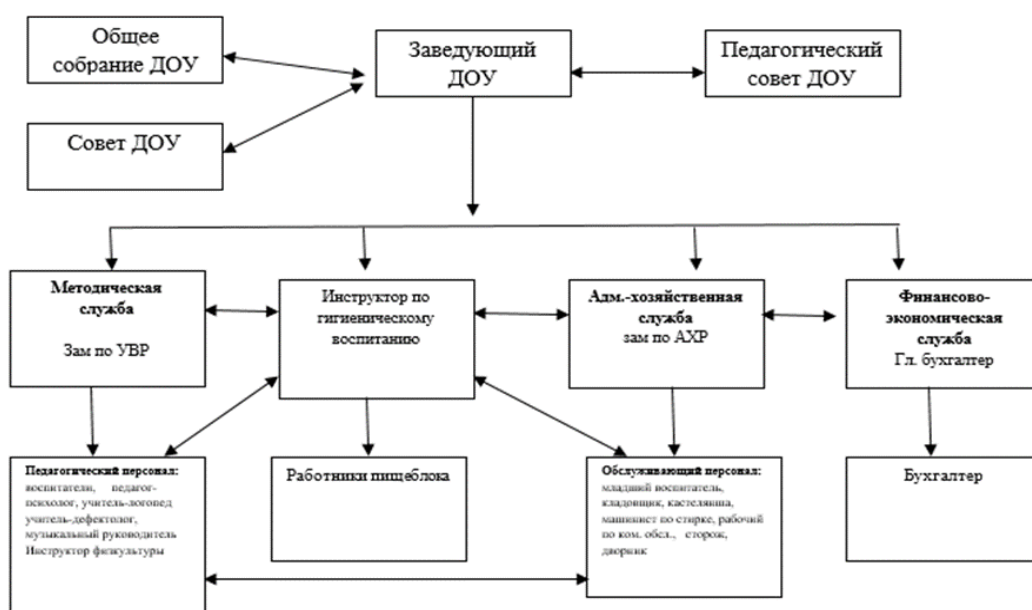 Общее
собрание ДОУ
Заведующий
ДОУ
Педагогический
совет ДОУ
Совет ДОУ
Методическая
служба
Зам по УВР
Инструктор по
гигиеническому
воспитанию
Адм.-хозяйственная
служба
зам по АХР
Финансово-
экономическая
служба
Гл. бухгалтер
Педагогический персонал:
воспитатели, педагог-
психолог, учитель-логопед
учитель-дефектолог,
музыкальный руководитель
Инструктор физкультуры
Работники пищеблока
Обслуживающий персонал:
младший воспитатель,
кладовщик, кастелянша,
машинист по стирке, рабочий
по ком. обсл., сторож,
дворник
Бухгалтер